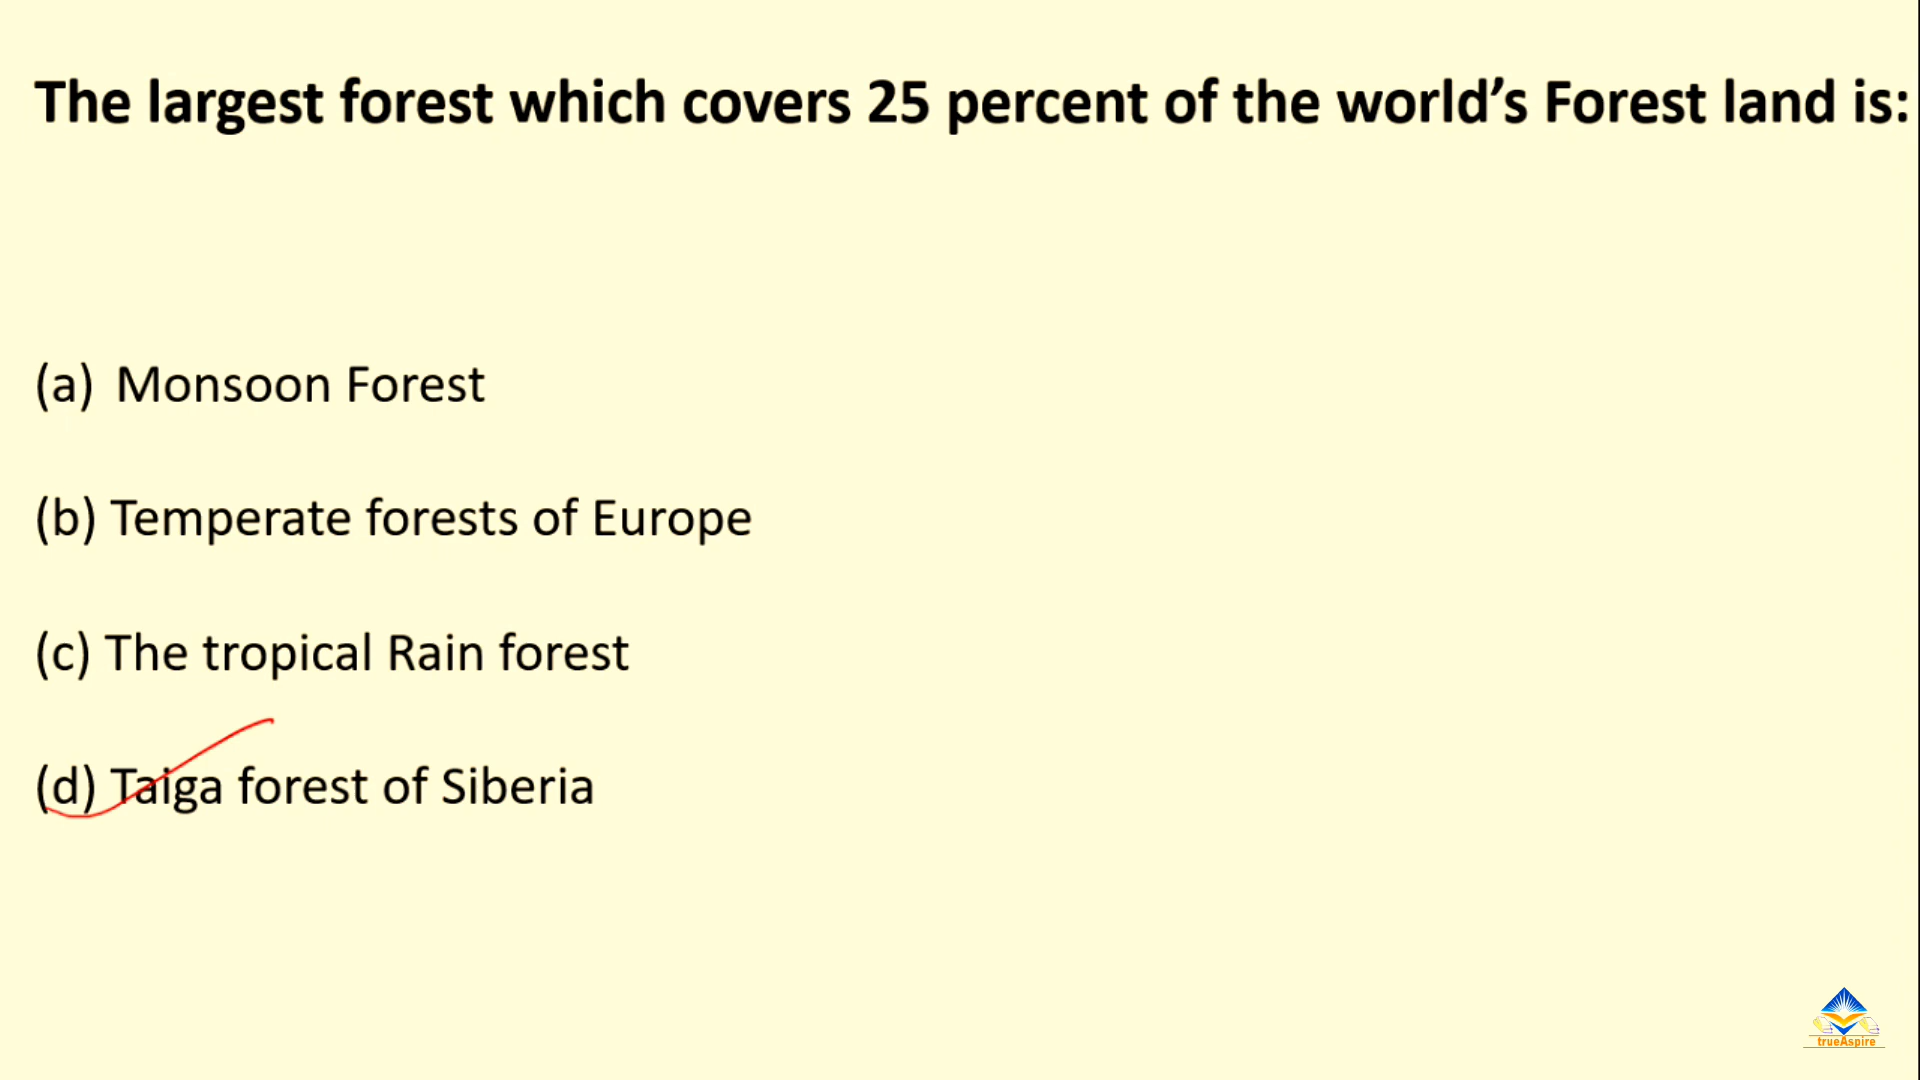 The largest forest which covers 25 percent of the world’s Forest land is:
(a) Monsoon Forest
(b) Temperate forests of Europe
(c) The tropical Rain forest
(d) Taiga forest of Siberia
trueAspire